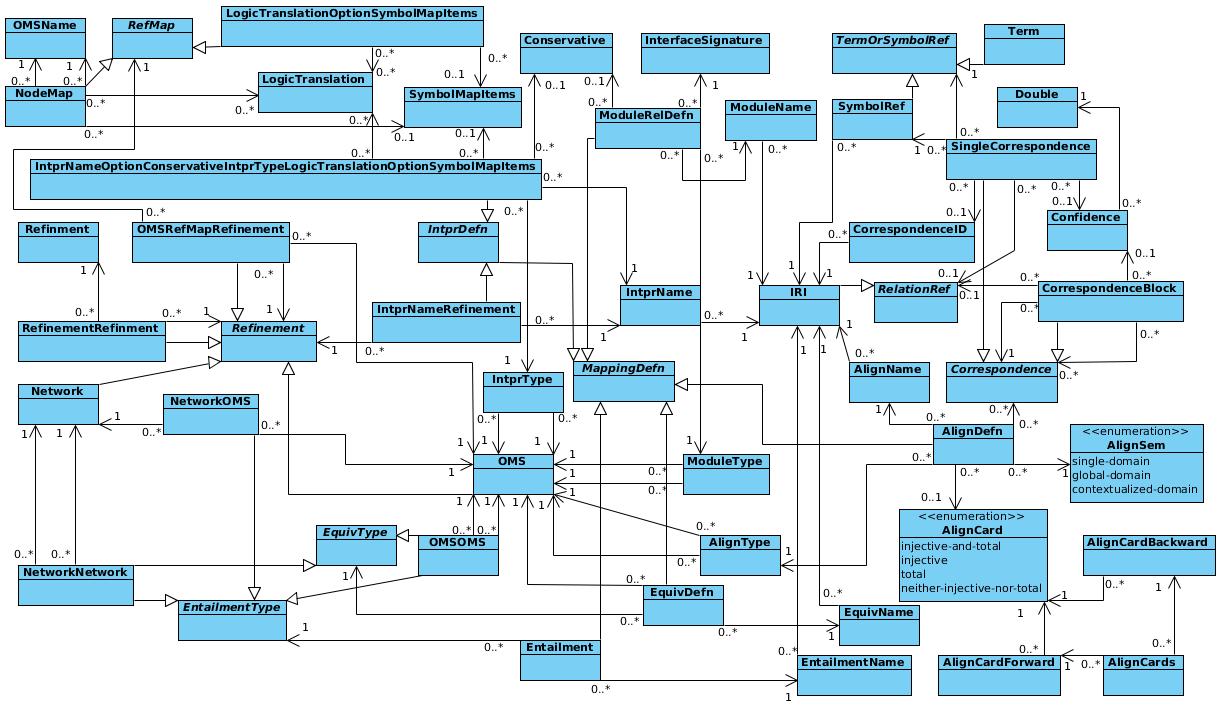 LogicTranslationOptionSymbolMapItems
OMSName
RefMap
Term
Conservative
InterfaceSignature
TermOrSymbolRef
LogicTranslation
NodeMap
SymbolMapItems
Double
ModuleName
SymbolRef
ModuleRelDefn
SingleCorrespondence
IntprNameOptionConservativeIntprTypeLogicTranslationOptionSymbolMapItems
Confidence
Refinment
OMSRefMapRefinement
IntprDefn
CorrespondenceID
IntprName
IRI
RelationRef
CorrespondenceBlock
IntprNameRefinement
RefinementRefinment
Refinement
MappingDefn
AlignName
Correspondence
IntprType
Network
NetworkOMS
AlignDefn
<<enumeration>>
AlignSem
single-domain
global-domain
contextualized-domain
OMS
ModuleType
<<enumeration>>
AlignCard
injective-and-total
injective
total
neither-injective-nor-total
EquivType
OMSOMS
AlignType
AlignCardBackward
NetworkNetwork
EquivDefn
EntailmentType
EquivName
Entailment
EntailmentName
AlignCardForward
AlignCards
0..*
0..1
1